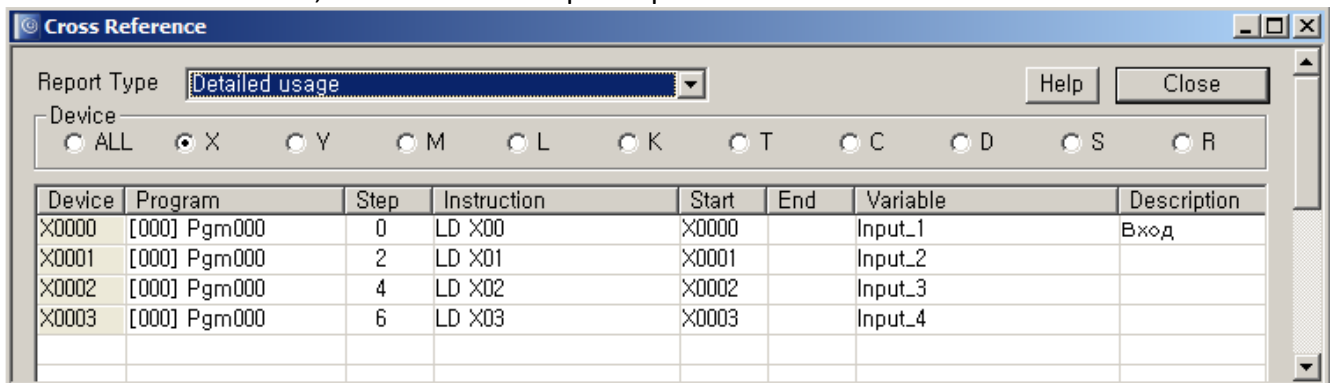 Cross Reference
Report Type Detailed usage Help Close
Device
ALL X Y M L K T C D S R
Device Program Step Instruction Start End Variable Description
X0000 [000] Pgm000 0 LD X00 X0000 Input_1 Вход
X0001 [000] Pgm000 2 LD X01 X0001 Input_2
X0002 [000] Pgm000 4 LD X02 X0002 Input_3
X0003 [000] Pgm000 6 LD X03 X0003 Input_4